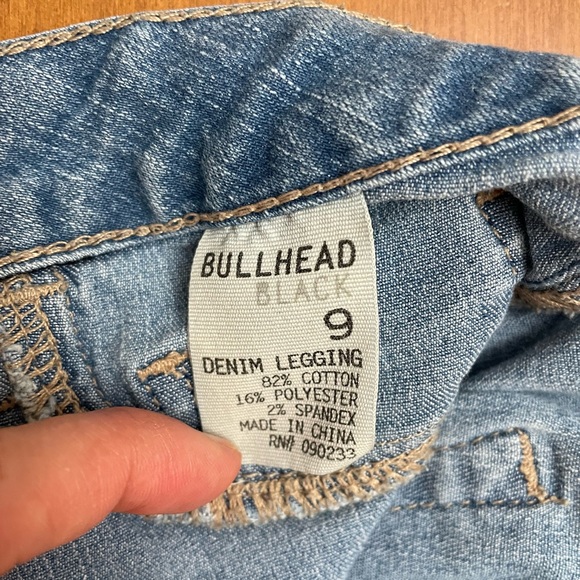 BULLHEAD
BLACK
9
DENIM LEGGING
82% COTTON
16% POLYESTER
2% SPANDEX
MADE IN CHINA
RN# 090233